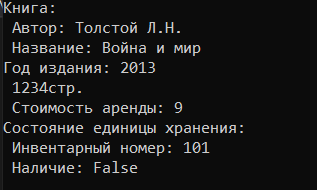 Книга:
Автор: Толстой Л.Н.
Название: Война и мир
Год издания: 2013
1234стр.
Стоимость аренды: 9
Состояние единицы хранения:
Инвентарный номер: 101
Наличие: False